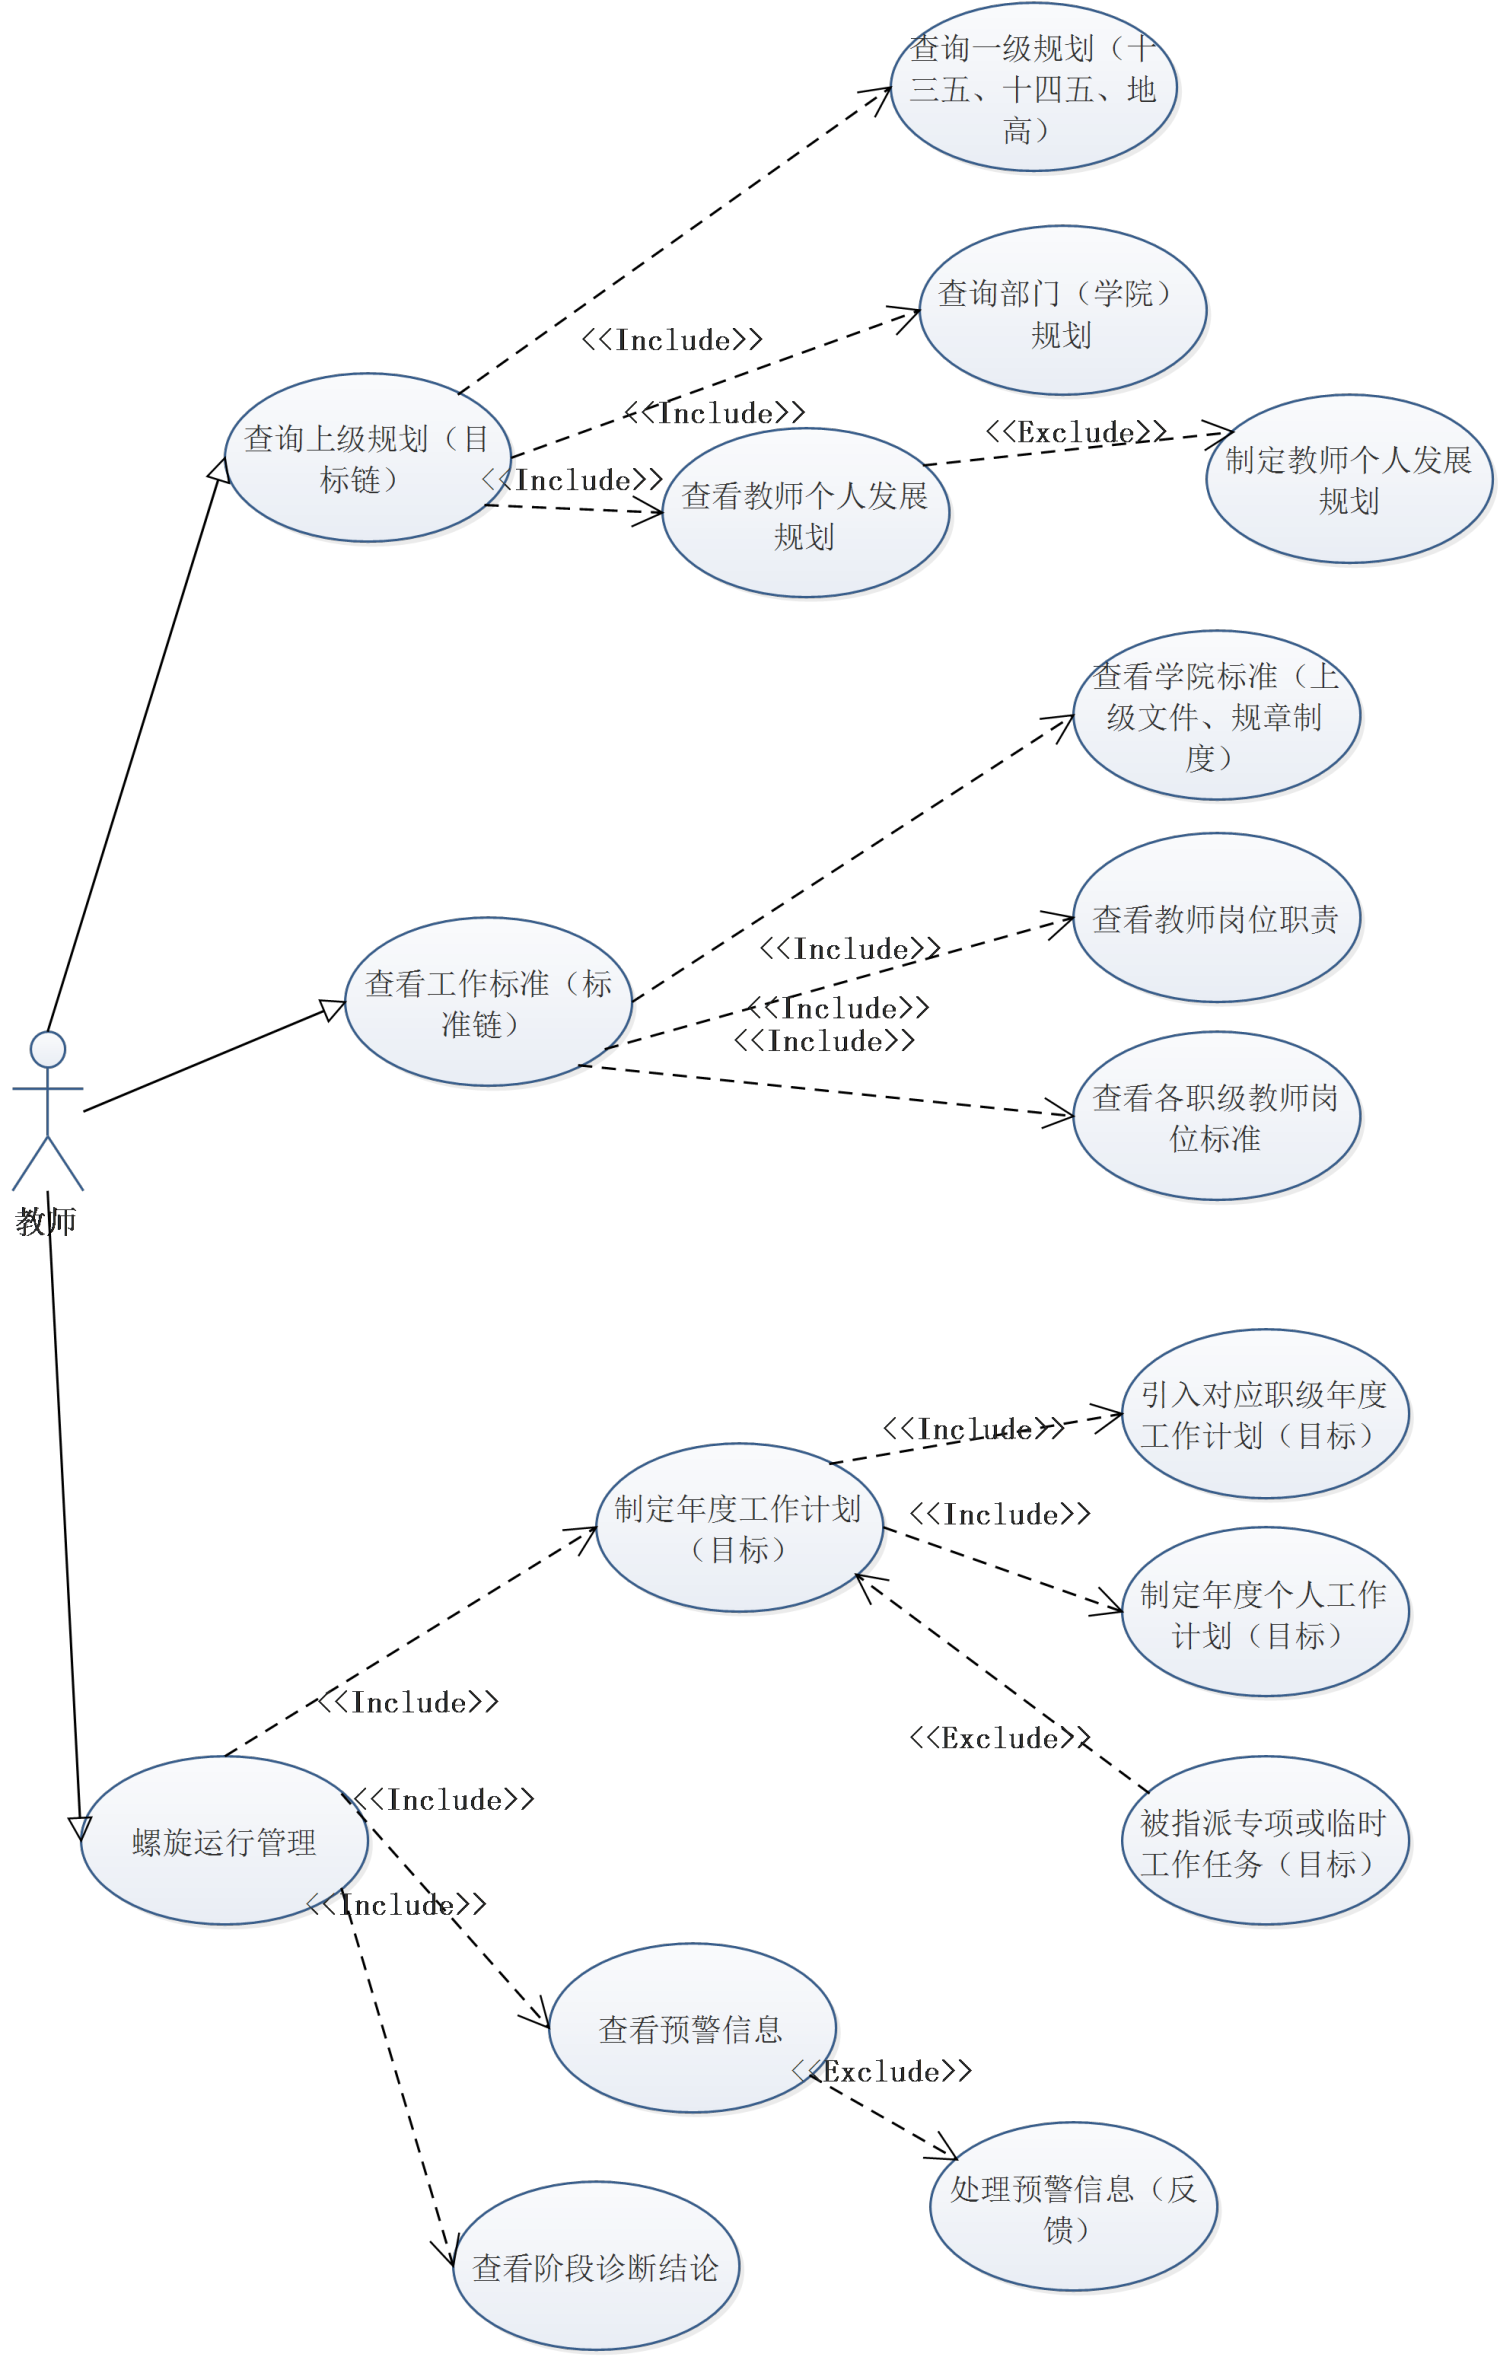 查询一级规划（十
三五、十四五、地
高）
查询部门（学院）
规划
<<Include>>
<<Include>>
查询上级规划（目
标链）
<<Include>>
查看教师个人发展
规划
<<Exclude>>
制定教师个人发展
规划
查看学院标准（上
级文件、规章制
度）
查看教师岗位职责
<<Include>>
查看工作标准（标
准链）
<<Include>>
<<Include>>
查看各职级教师岗
位标准
教师
引入对应职级年度
工作计划（目标）
<<Include>>
制定年度工作计划
（目标）
<<Include>>
制定年度个人工作
计划（目标）
<<Include>>
<<Exclude>>
被指派专项或临时
工作任务（目标）
<<Include>>
螺旋运行管理
<<Include>>
查看预警信息
<<Exclude>>
处理预警信息（反
馈）
查看阶段诊断结论